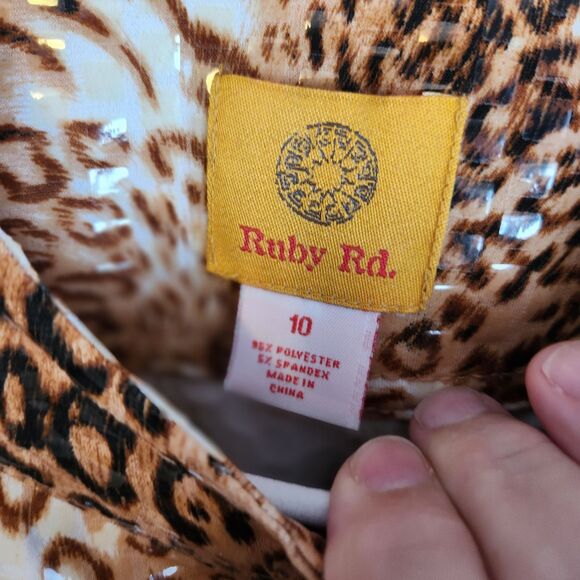 Ruby Rd.
10
95% POLYESTER
5% SPANDEX
MADE IN
CHINA